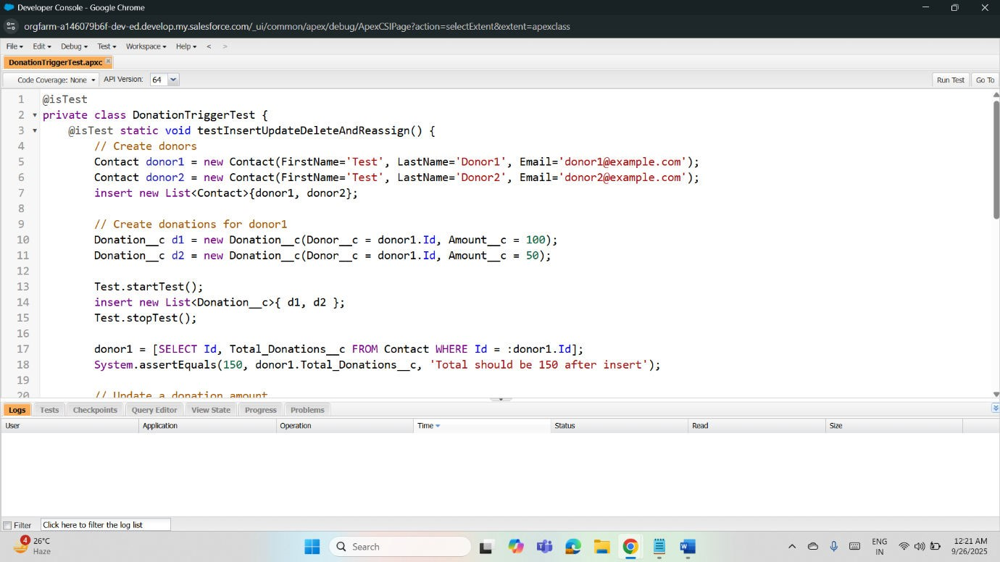 Developer Console - Google Chrome
orgfarm-a146079b6f-dev-ed.develop.my.salesforce.com/_ui/common/apex/debug/ApexCSIPage?action=selectExtent&extent=apexclass
File Edit Debug Test Workspace Help < >
DonationTriggerTest.apxc
Code Coverage: None API Version: 64 Run Test Go To
1 @isTest
2 private class DonationTriggerTest {
3 @isTest static void testInsertUpdateDeleteAndReassign() {
4 // Create donors
5 Contact donor1 = new Contact(FirstName='Test', LastName='Donor1', Email='donor1@example.com');
6 Contact donor2 = new Contact(FirstName='Test', LastName='Donor2', Email='donor2@example.com');
7 insert new List<Contact>{donor1, donor2};
8
9 // Create donations for donor1
10 Donation__c d1 = new Donation__c(Donor__c = donor1.Id, Amount__c = 100);
11 Donation__c d2 = new Donation__c(Donor__c = donor1.Id, Amount__c = 50);
12
13 Test.startTest();
14 insert new List<Donation__c>{ d1, d2 };
15 Test.stopTest();
16
17 donor1 = [SELECT Id, Total_Donations__c FROM Contact WHERE Id = :donor1.Id];
18 System.assertEquals(150, donor1.Total_Donations__c, 'Total should be 150 after insert');
19
20 // Update a donation amount
Logs Tests Checkpoints Query Editor View State Progress Problems
User Application Operation Time Status Read Size
Filter Click here to filter the log list
4 26°C
Haze
Search
ENG
IN
12:21 AM
9/26/2025